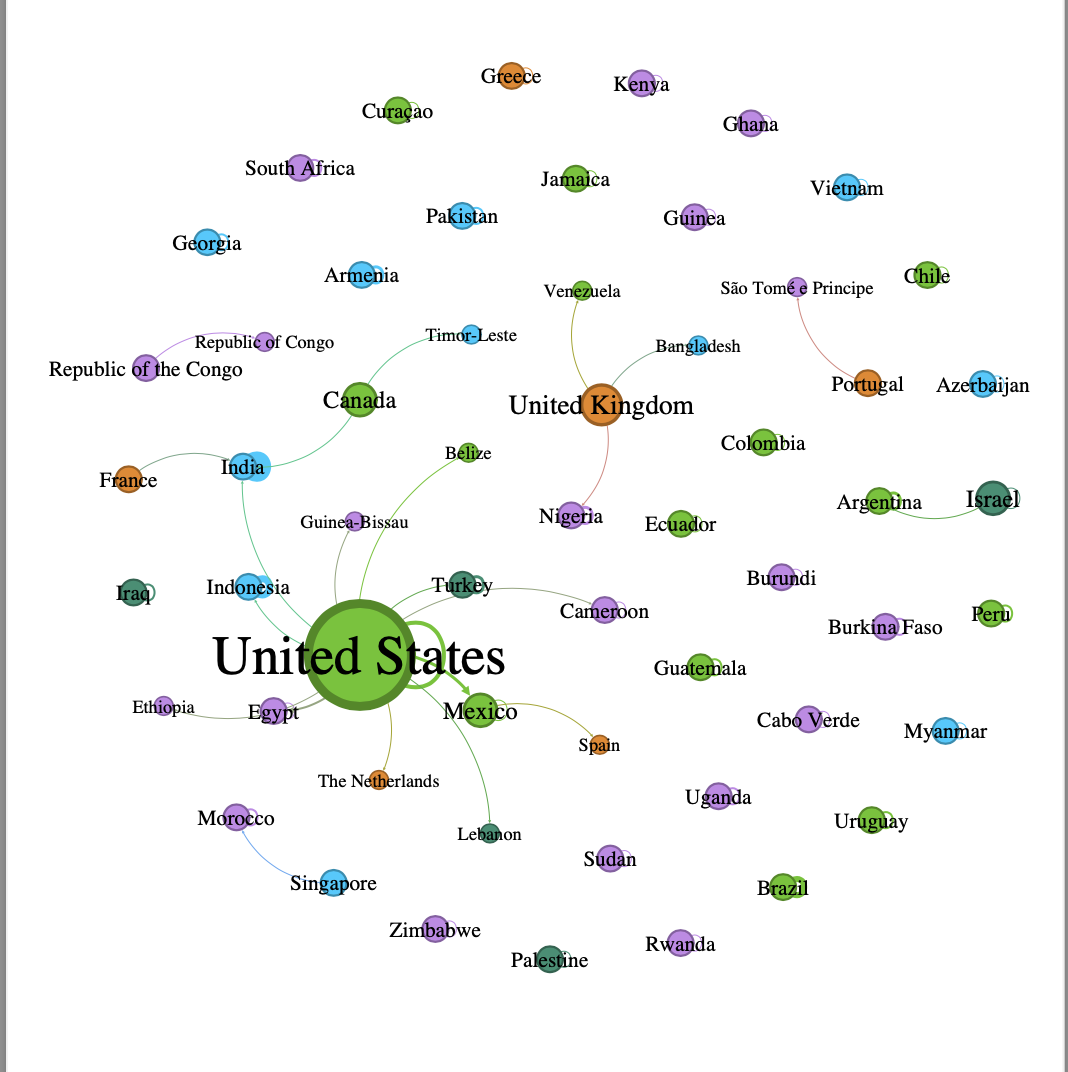 Greece
Kenya
Curaçao
Ghana
South Africa
Jamaica
Vietnam
Pakistan
Guinea
Georgia
Armenia
Chile
Venezuela
São Tomé e Principe
Timor-Leste
Republic of Congo
Bangladesh
Republic of the Congo
Portugal
Azerbaijan
Canada
United Kingdom
Colombia
Belize
India
France
Israel
Argentina
Nigeria
Guinea-Bissau
Ecuador
Burundi
Turkey
Indonesia
Iraq
Cameroon
Peru
Burkina Faso
United States
Guatemala
Ethiopia
Egypt
Mexico
Cabo Verde
Myanmar
Spain
The Netherlands
Uganda
Morocco
Uruguay
Lebanon
Sudan
Singapore
Brazil
Zimbabwe
Rwanda
Palestine